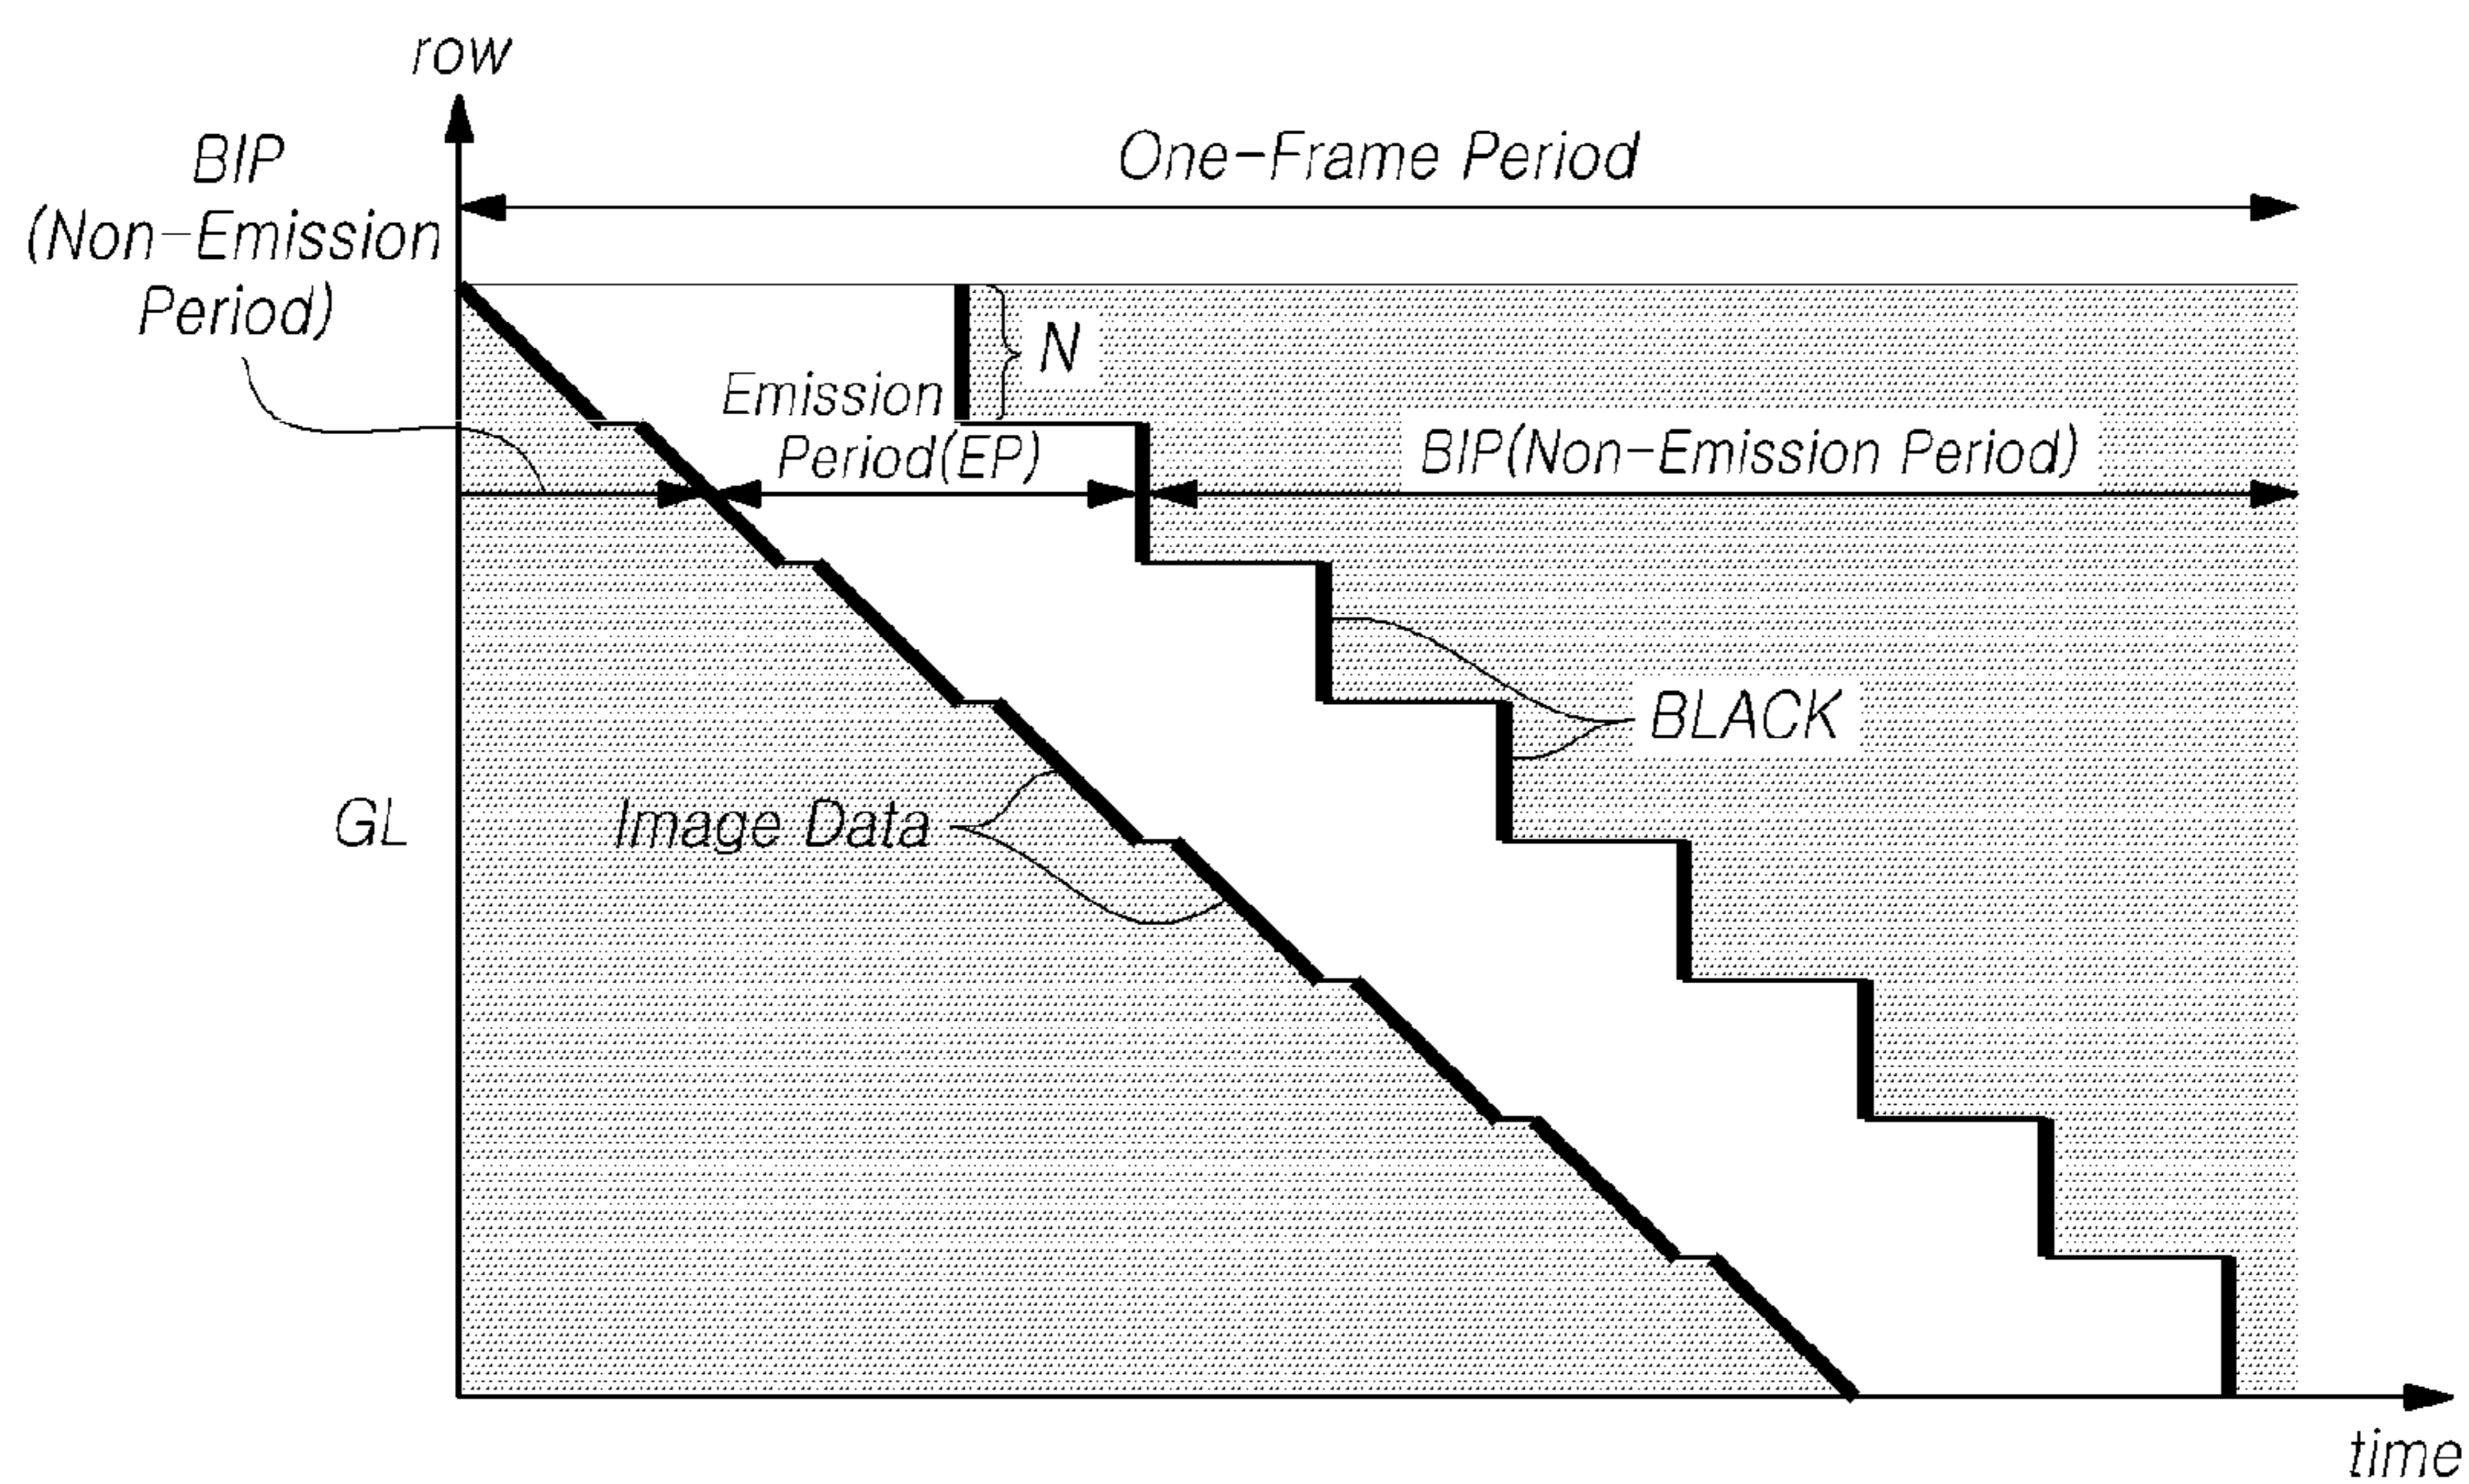 row
BIP
(Non-Emission
Period)
One-Frame Period
N
Emission
Period(EP)
BIP(Non-Emission Period)
BLACK
Image Data
GL
time